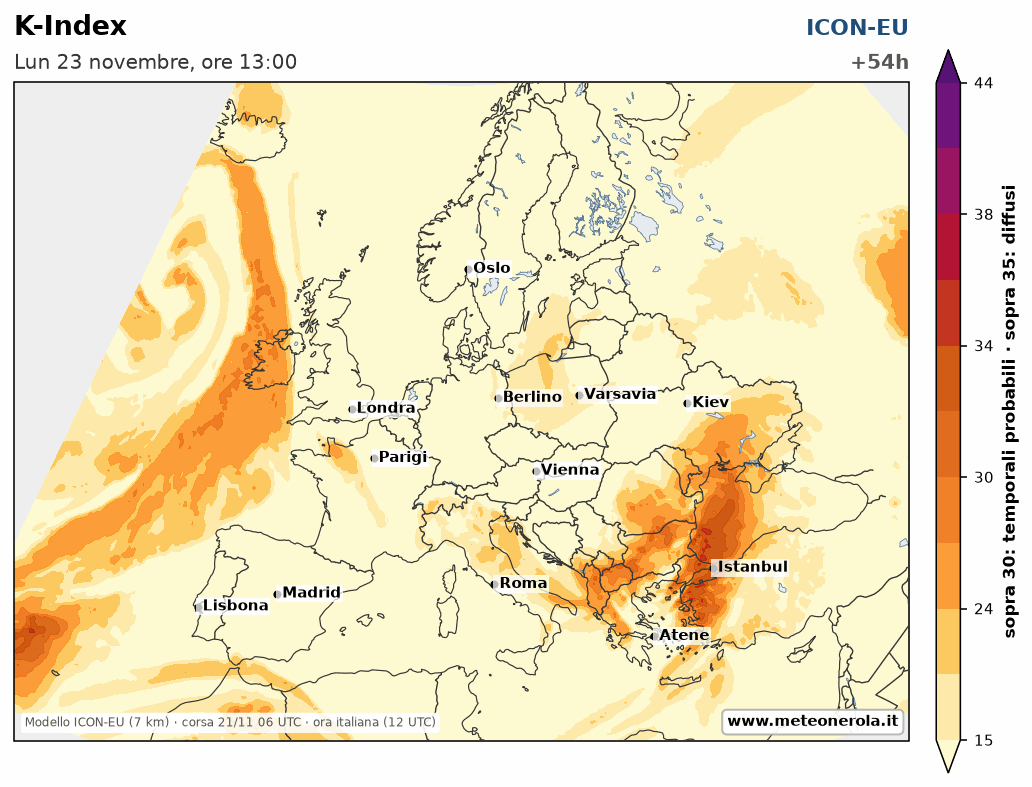 K-Index
ICON-EU
Lun 23 novembre, ore 13:00
+54h
44
38
34
30
24
15
sopra 30: temporali probabili · sopra 35: diffusi
Oslo
Londra
Berlino
Varsavia
Kiev
Parigi
Vienna
Istanbul
Roma
Madrid
Lisbona
Atene
Modello ICON-EU (7 km) · corsa 21/11 06 UTC · ora italiana (12 UTC)
www.meteonerola.it